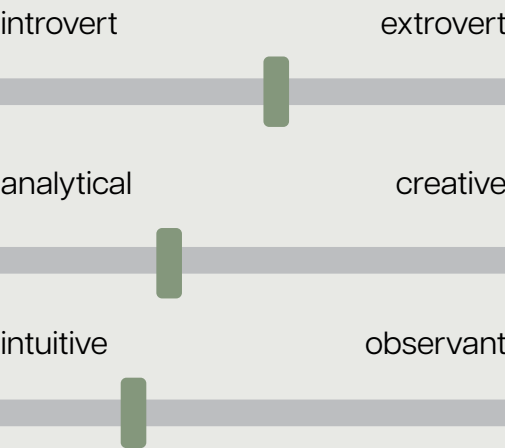 introvert extrovert
analytical creative
intuitive observant